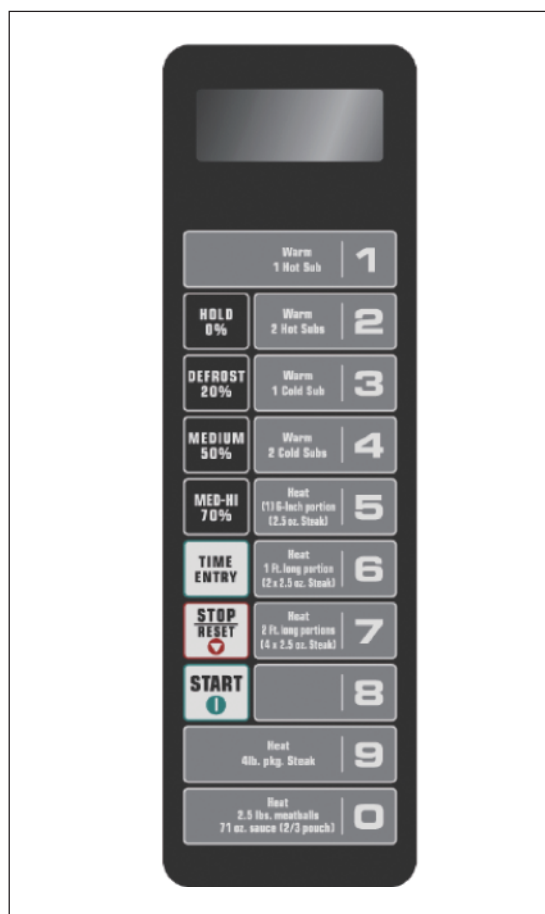 Warm
1 Hot Sub
1
HOLD
0%
Warm
2 Hot Subs
2
DEFROST
20%
Warm
1 Cold Sub
3
MEDIUM
50%
Warm
2 Cold Subs
4
MED-HI
70%
Heat
(1) 6-Inch portion
(2.5 oz. Steak)
5
TIME
ENTRY
Heat
1 Ft. long portion
(2 x 2.5 oz. Steak)
6
STOP
RESET
Heat
2 Ft. long portions
(4 x 2.5 oz. Steak)
7
START
8
Heat
4lb. pkg. Steak
9
Heat
2.5 lbs. meatballs
71 oz. sauce (2/3 pouch)
0